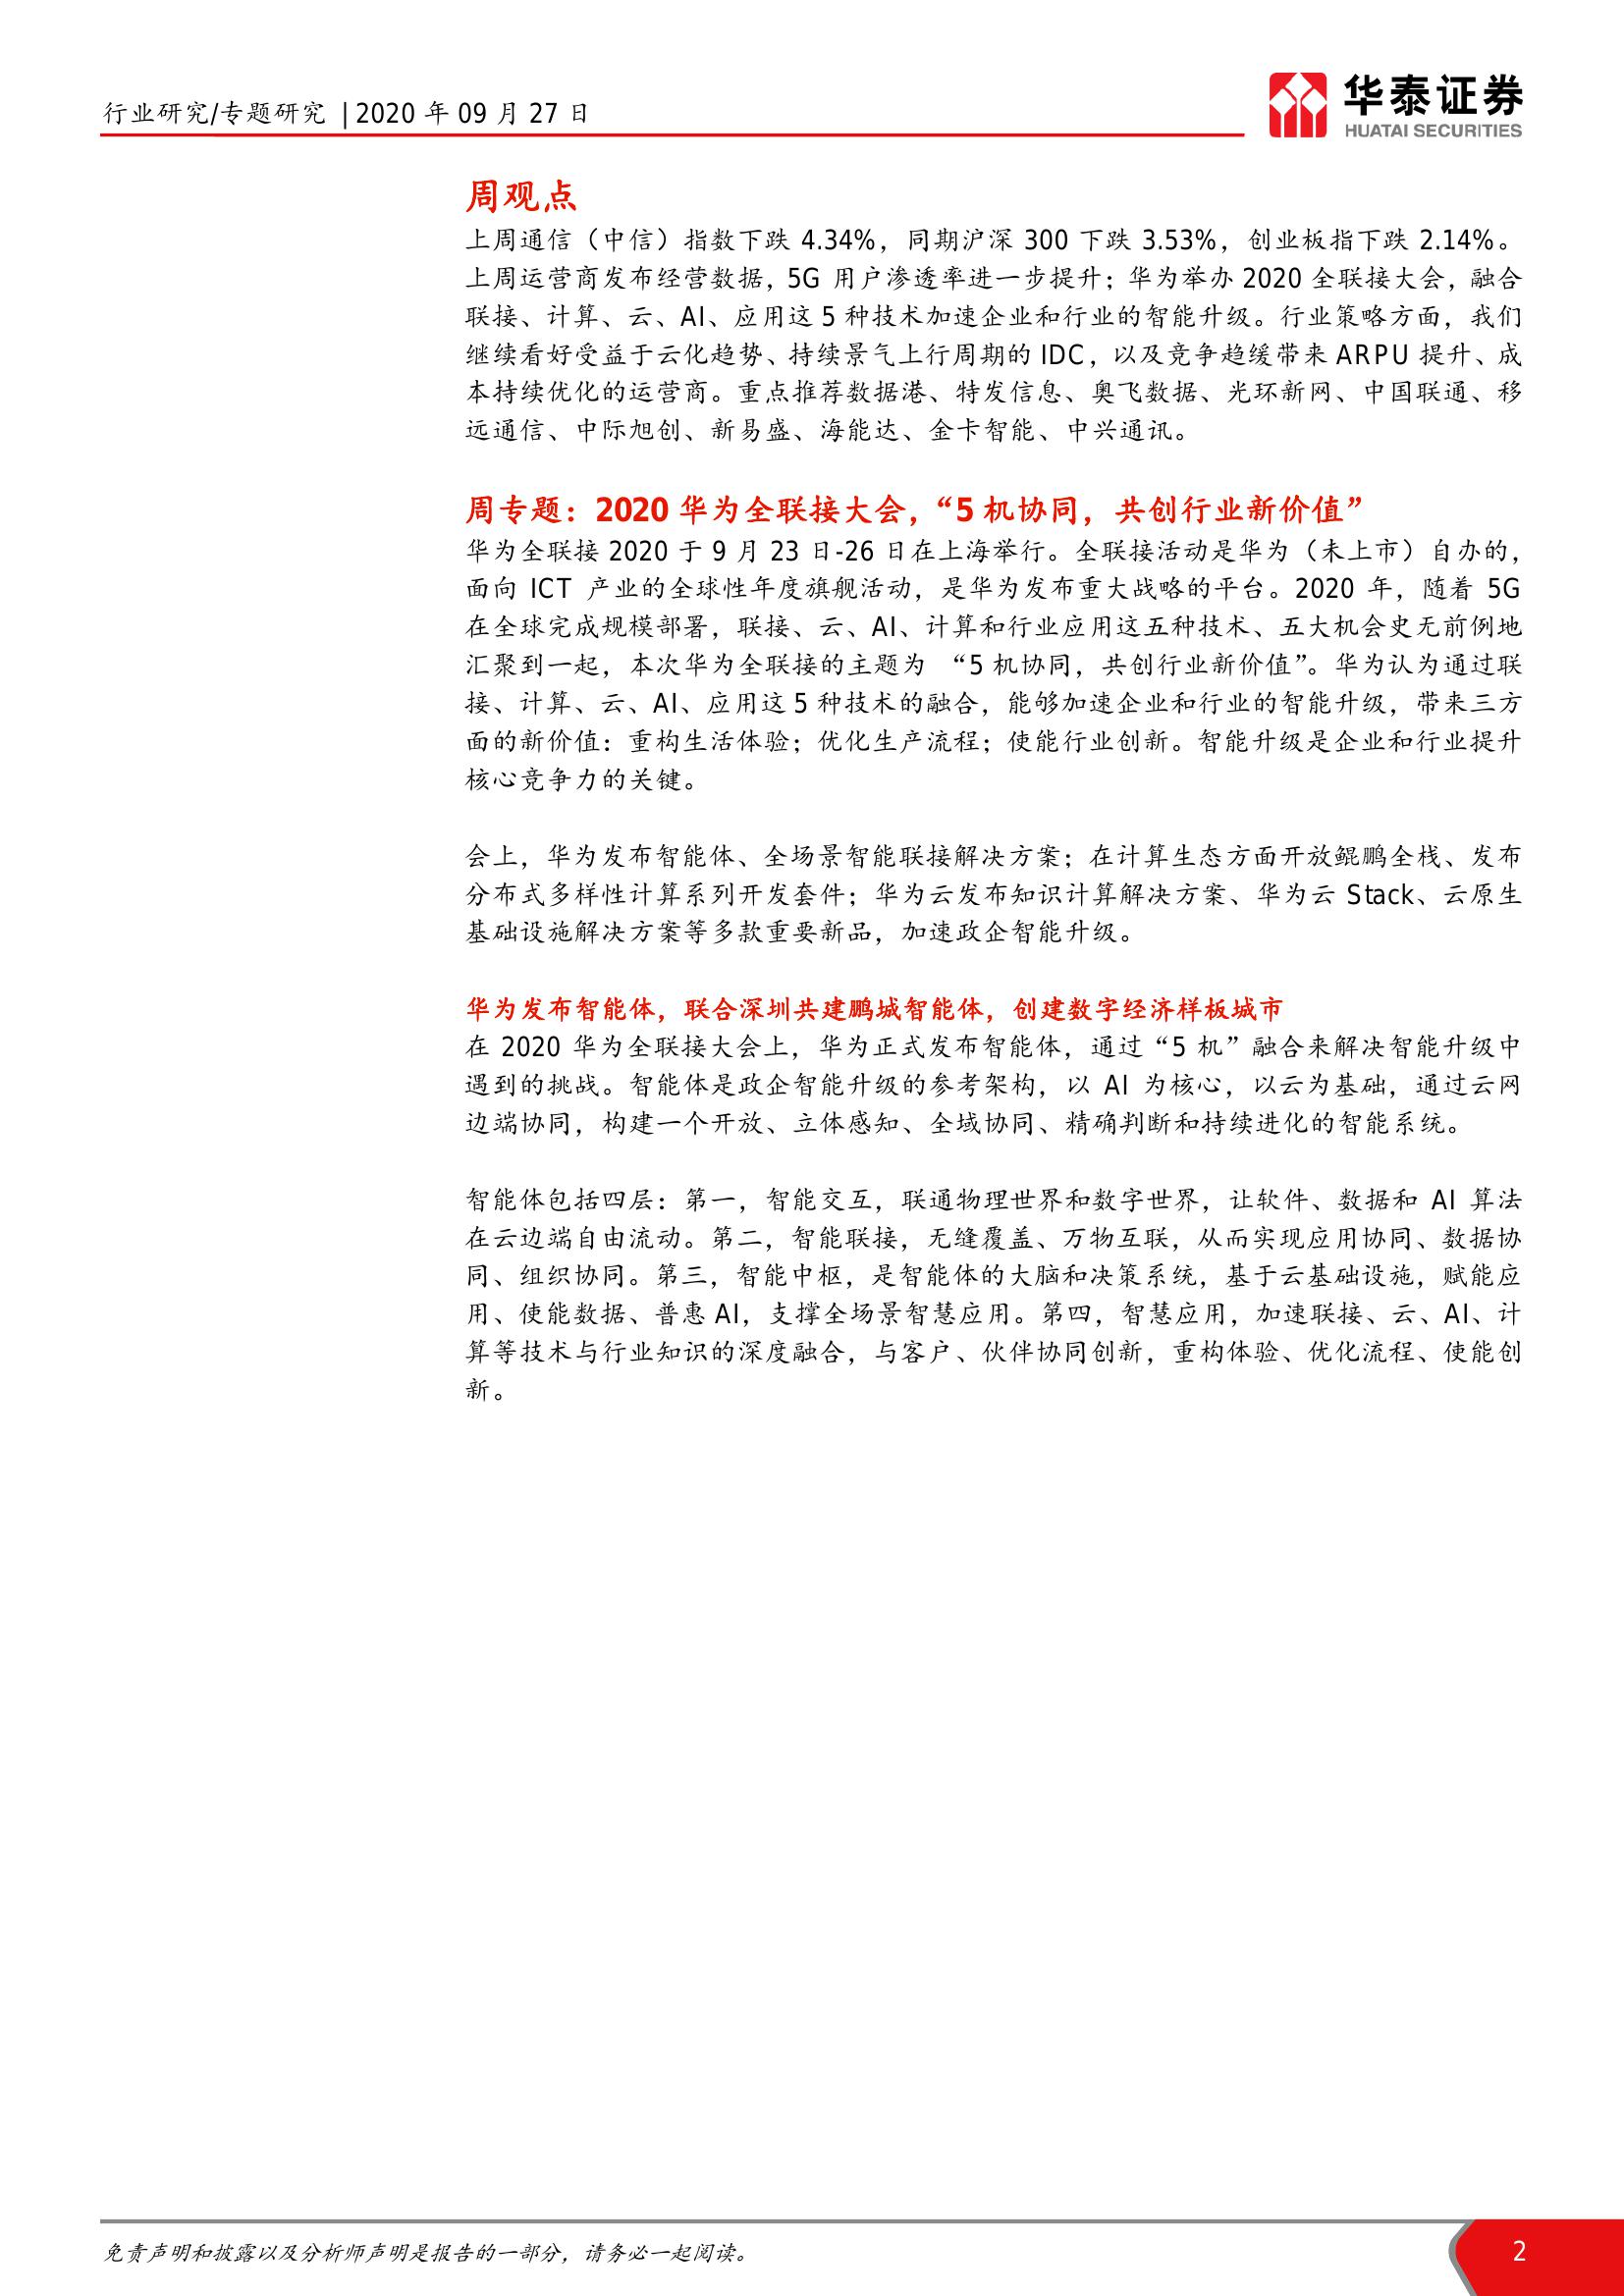 行业研究/专题研究 | 2020 年 09 月 27 日
华泰证券
HUATAI SECURITIES
周观点
上周通信（中信）指数下跌 4.34%，同期沪深 300 下跌 3.53%，创业板指下跌 2.14%。
上周运营商发布经营数据，5G 用户渗透率进一步提升；华为举办 2020 全联接大会，融合
联接、计算、云、AI、应用这 5 种技术加速企业和行业的智能升级。行业策略方面，我们
继续看好受益于云化趋势、持续景气上行周期的 IDC，以及竞争趋缓带来 ARPU 提升、成
本持续优化的运营商。重点推荐数据港、特发信息、奥飞数据、光环新网、中国联通、移
远通信、中际旭创、新易盛、海能达、金卡智能、中兴通讯。
周专题：2020 华为全联接大会，“5 机协同，共创行业新价值”
华为全联接 2020 于 9 月 23 日-26 日在上海举行。全联接活动是华为（未上市）自办的，
面向 ICT 产业的全球性年度旗舰活动，是华为发布重大战略的平台。2020 年，随着 5G
在全球完成规模部署，联接、云、AI、计算和行业应用这五种技术、五大机会史无前例地
汇聚到一起，本次华为全联接的主题为 “5 机协同，共创行业新价值”。华为认为通过联
接、计算、云、AI、应用这 5 种技术的融合，能够加速企业和行业的智能升级，带来三方
面的新价值：重构生活体验；优化生产流程；使能行业创新。智能升级是企业和行业提升
核心竞争力的关键。
会上，华为发布智能体、全场景智能联接解决方案；在计算生态方面开放鲲鹏全栈、发布
分布式多样性计算系列开发套件；华为云发布知识计算解决方案、华为云 Stack、云原生
基础设施解决方案等多款重要新品，加速政企智能升级。
华为发布智能体，联合深圳共建鹏城智能体，创建数字经济样板城市
在 2020 华为全联接大会上，华为正式发布智能体，通过“5 机”融合来解决智能升级中
遇到的挑战。智能体是政企智能升级的参考架构，以 AI 为核心，以云为基础，通过云网
边端协同，构建一个开放、立体感知、全域协同、精确判断和持续进化的智能系统。
智能体包括四层：第一，智能交互，联通物理世界和数字世界，让软件、数据和 AI 算法
在云边端自由流动。第二，智能联接，无缝覆盖、万物互联，从而实现应用协同、数据协
同、组织协同。第三，智能中枢，是智能体的大脑和决策系统，基于云基础设施，赋能应
用、使能数据、普惠 AI，支撑全场景智慧应用。第四，智慧应用，加速联接、云、AI、计
算等技术与行业知识的深度融合，与客户、伙伴协同创新，重构体验、优化流程、使能创
新。
免责声明和披露以及分析师声明是报告的一部分，请务必一起阅读。
2